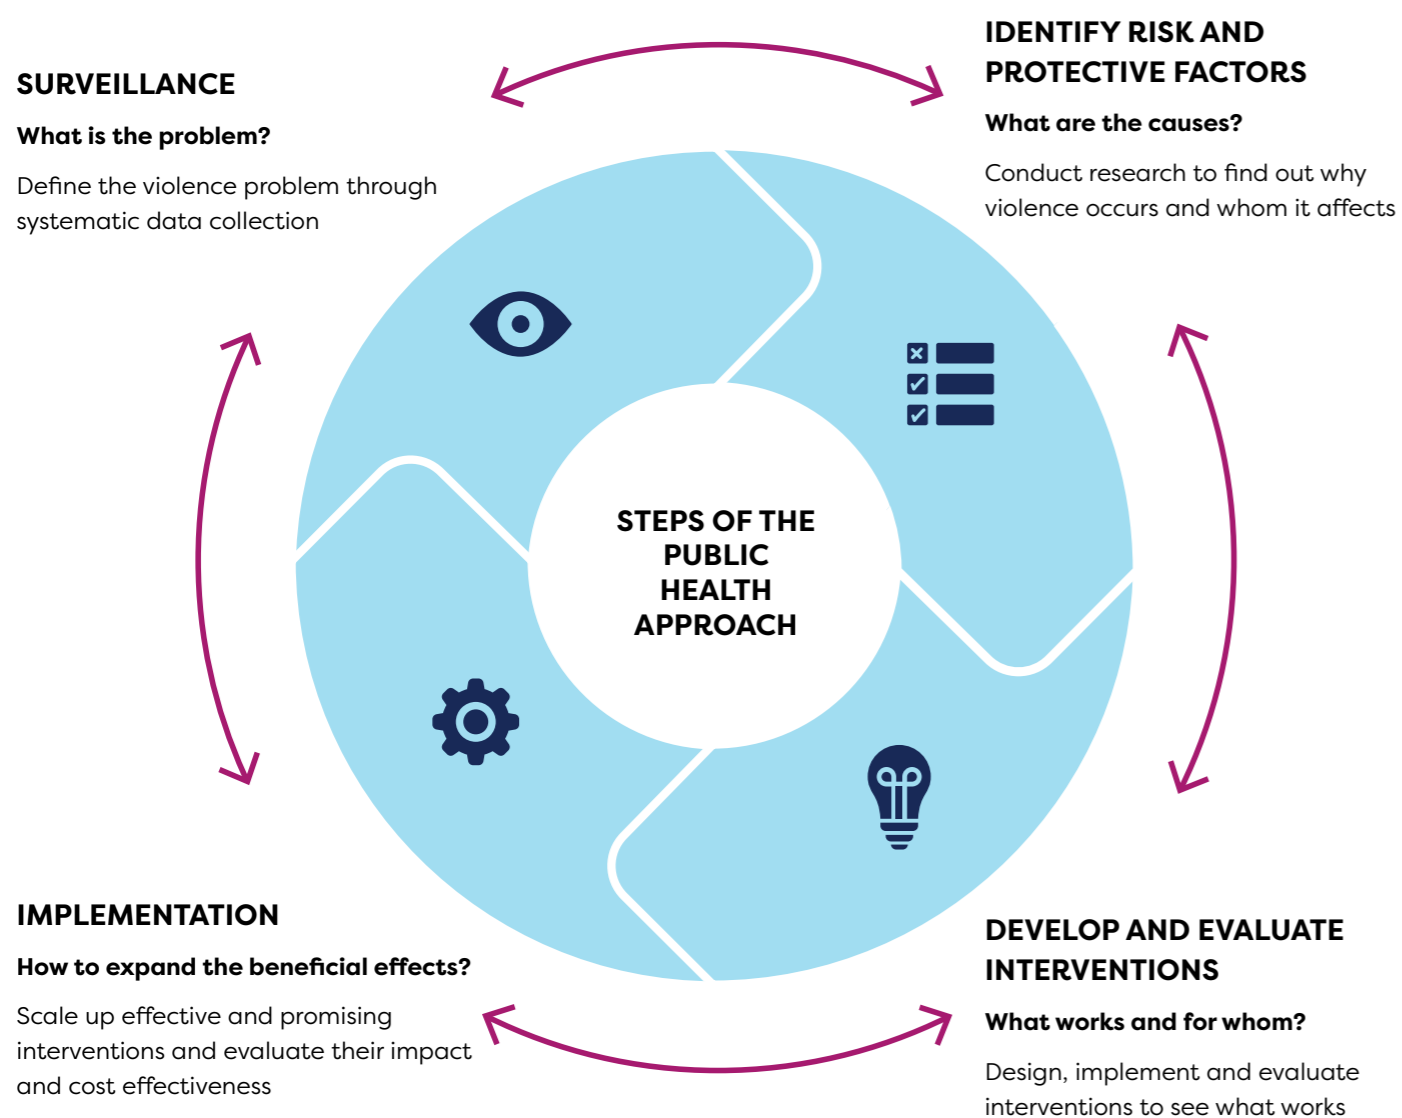 SURVEILLANCE
What is the problem?
Define the violence problem through
systematic data collection
IDENTIFY RISK AND
PROTECTIVE FACTORS
What are the causes?
Conduct research to find out why
violence occurs and whom it affects
STEPS OF THE
PUBLIC
HEALTH
APPROACH
IMPLEMENTATION
How to expand the beneficial effects?
Scale up effective and promising
interventions and evaluate their impact
and cost effectiveness
DEVELOP AND EVALUATE
INTERVENTIONS
What works and for whom?
Design, implement and evaluate
interventions to see what works